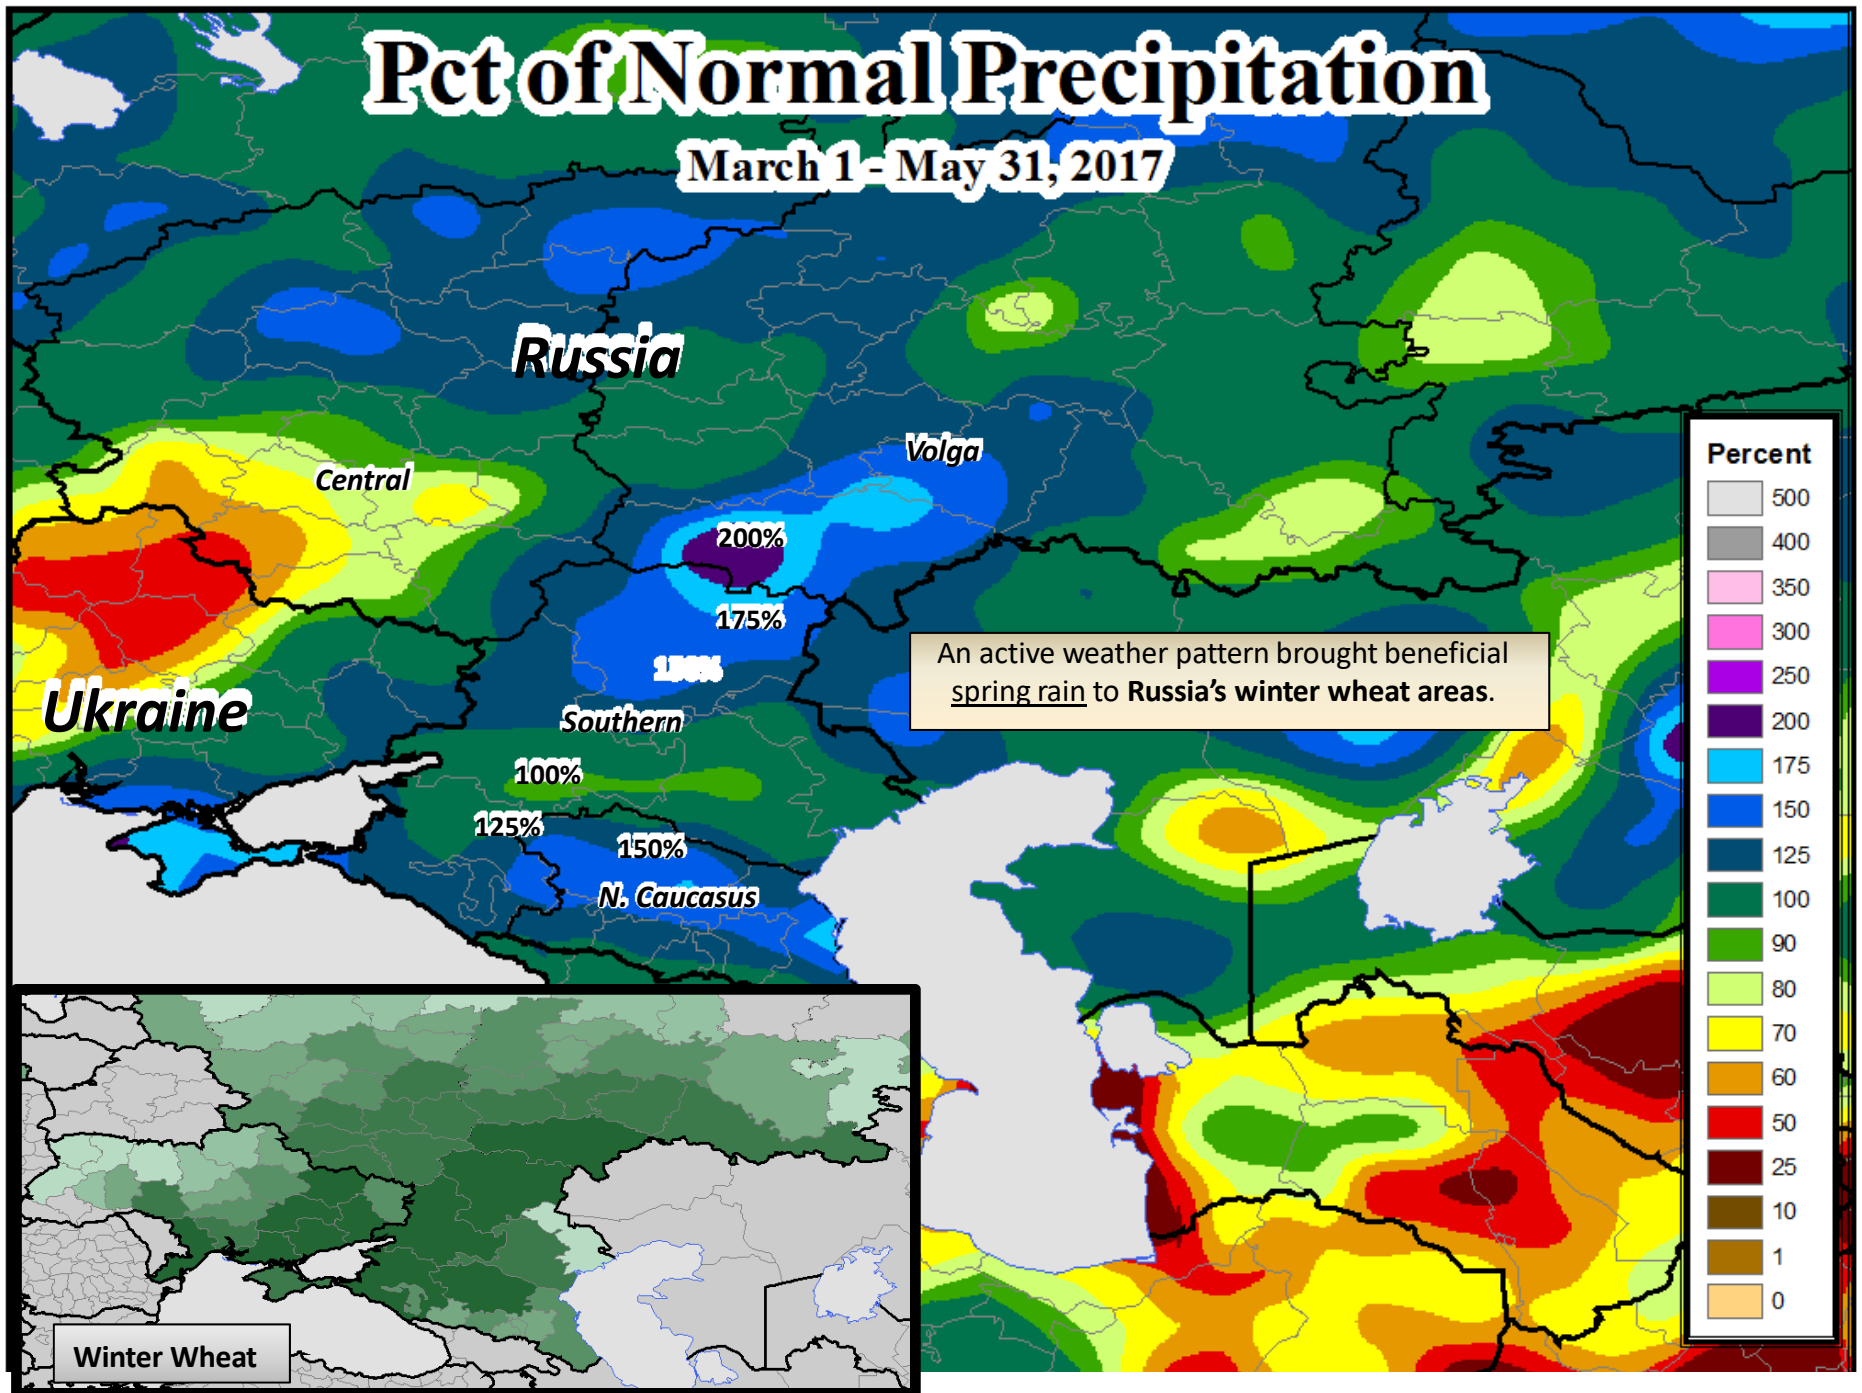 Pct of Normal Precipitation
March 1 - May 31, 2017
Russia
Volga
Central
200%
175%
150%
Ukraine
Southern
100%
125%
150%
N. Caucasus
An active weather pattern brought beneficial
spring rain to Russia's winter wheat areas.
Percent
500
400
350
300
250
200
175
150
125
100
90
80
70
60
50
25
10
1
0
Winter Wheat